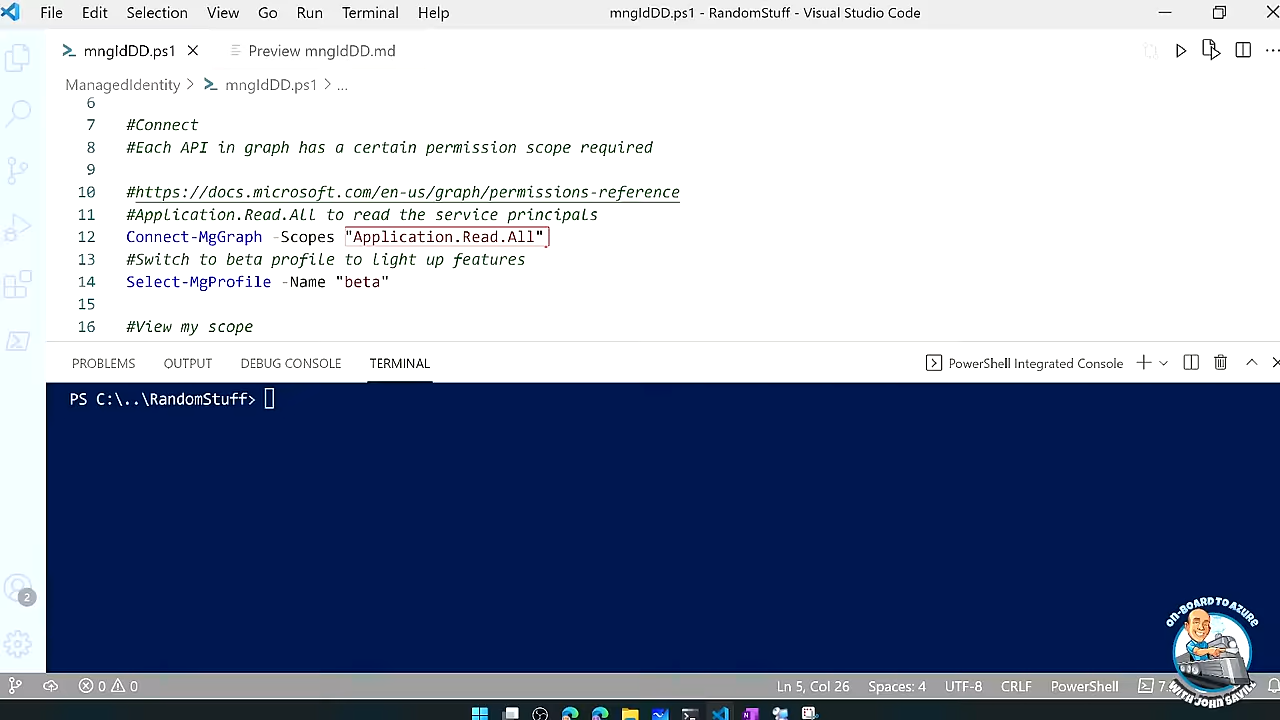 File Edit Selection View Go Run Terminal Help mngIdDD.ps1 - RandomStuff - Visual Studio Code
mngIdDD.ps1 Preview mngIdDD.md
ManagedIdentity > mngIdDD.ps1 > ...
6
7 #Connect
8 #Each API in graph has a certain permission scope required
9
10 #https://docs.microsoft.com/en-us/graph/permissions-reference
11 #Application.Read.All to read the service principals
12 Connect-MgGraph -Scopes "Application.Read.All"
13 #Switch to beta profile to light up features
14 Select-MgProfile -Name "beta"
15
16 #View my scope
PROBLEMS OUTPUT DEBUG CONSOLE TERMINAL PowerShell Integrated Console
PS C:\..\RandomStuff>
2
ON-BOARD TO AZURE
WITH JOHN SAVILL
0 0 Ln 5, Col 26 Spaces: 4 UTF-8 CRLF PowerShell 7.